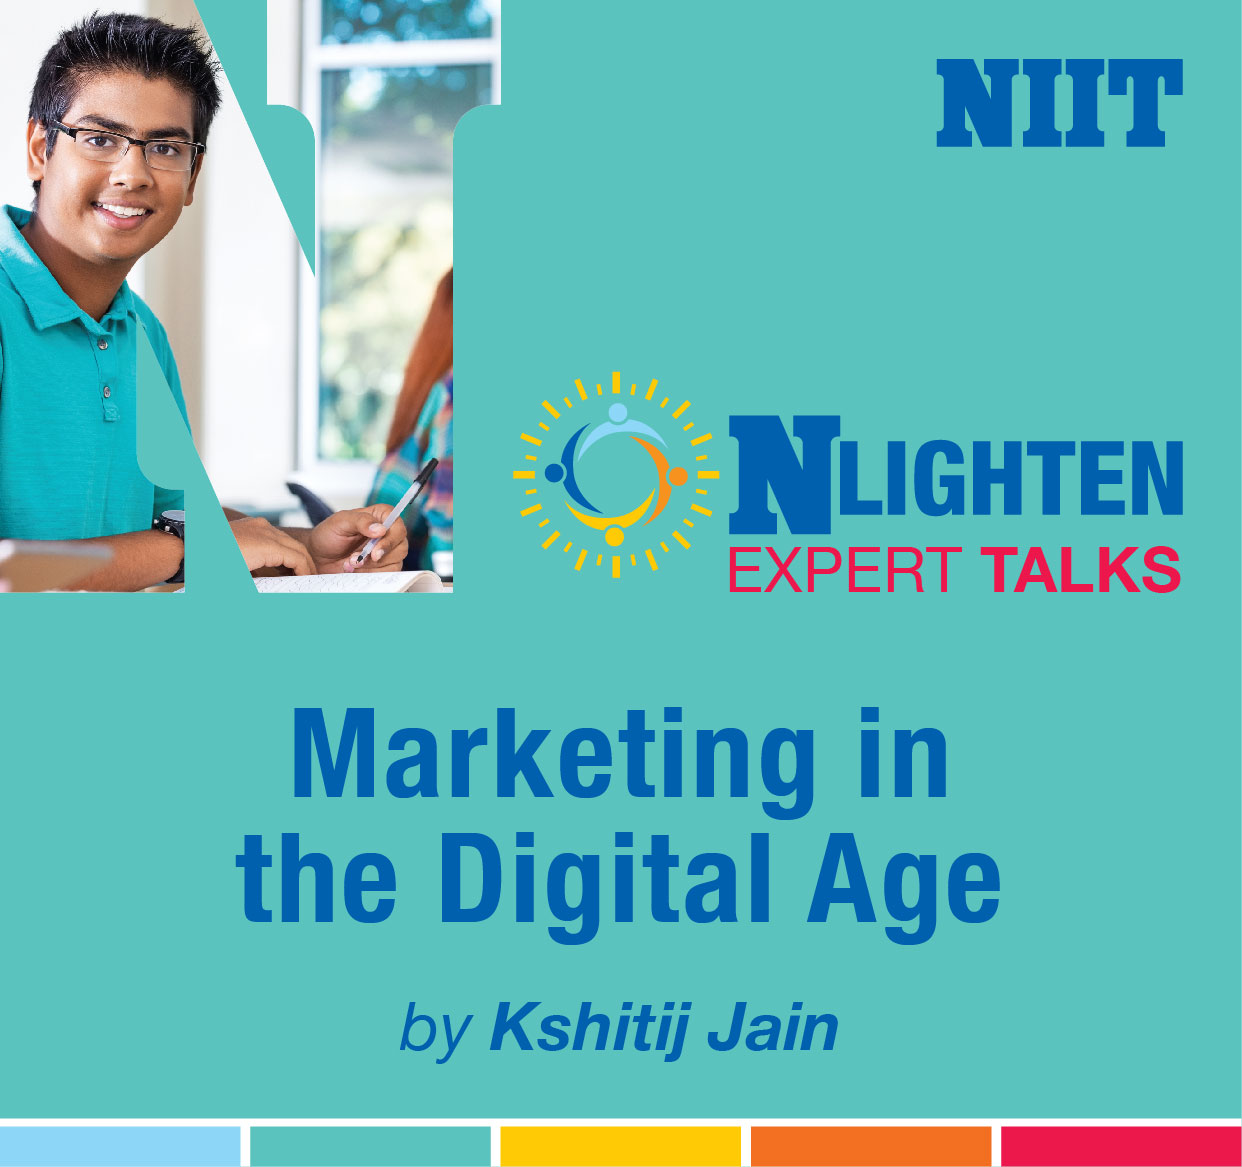 NIIT
NLIGHTEN
EXPERT TALKS
Marketing in
the Digital Age
by Kshitij Jain